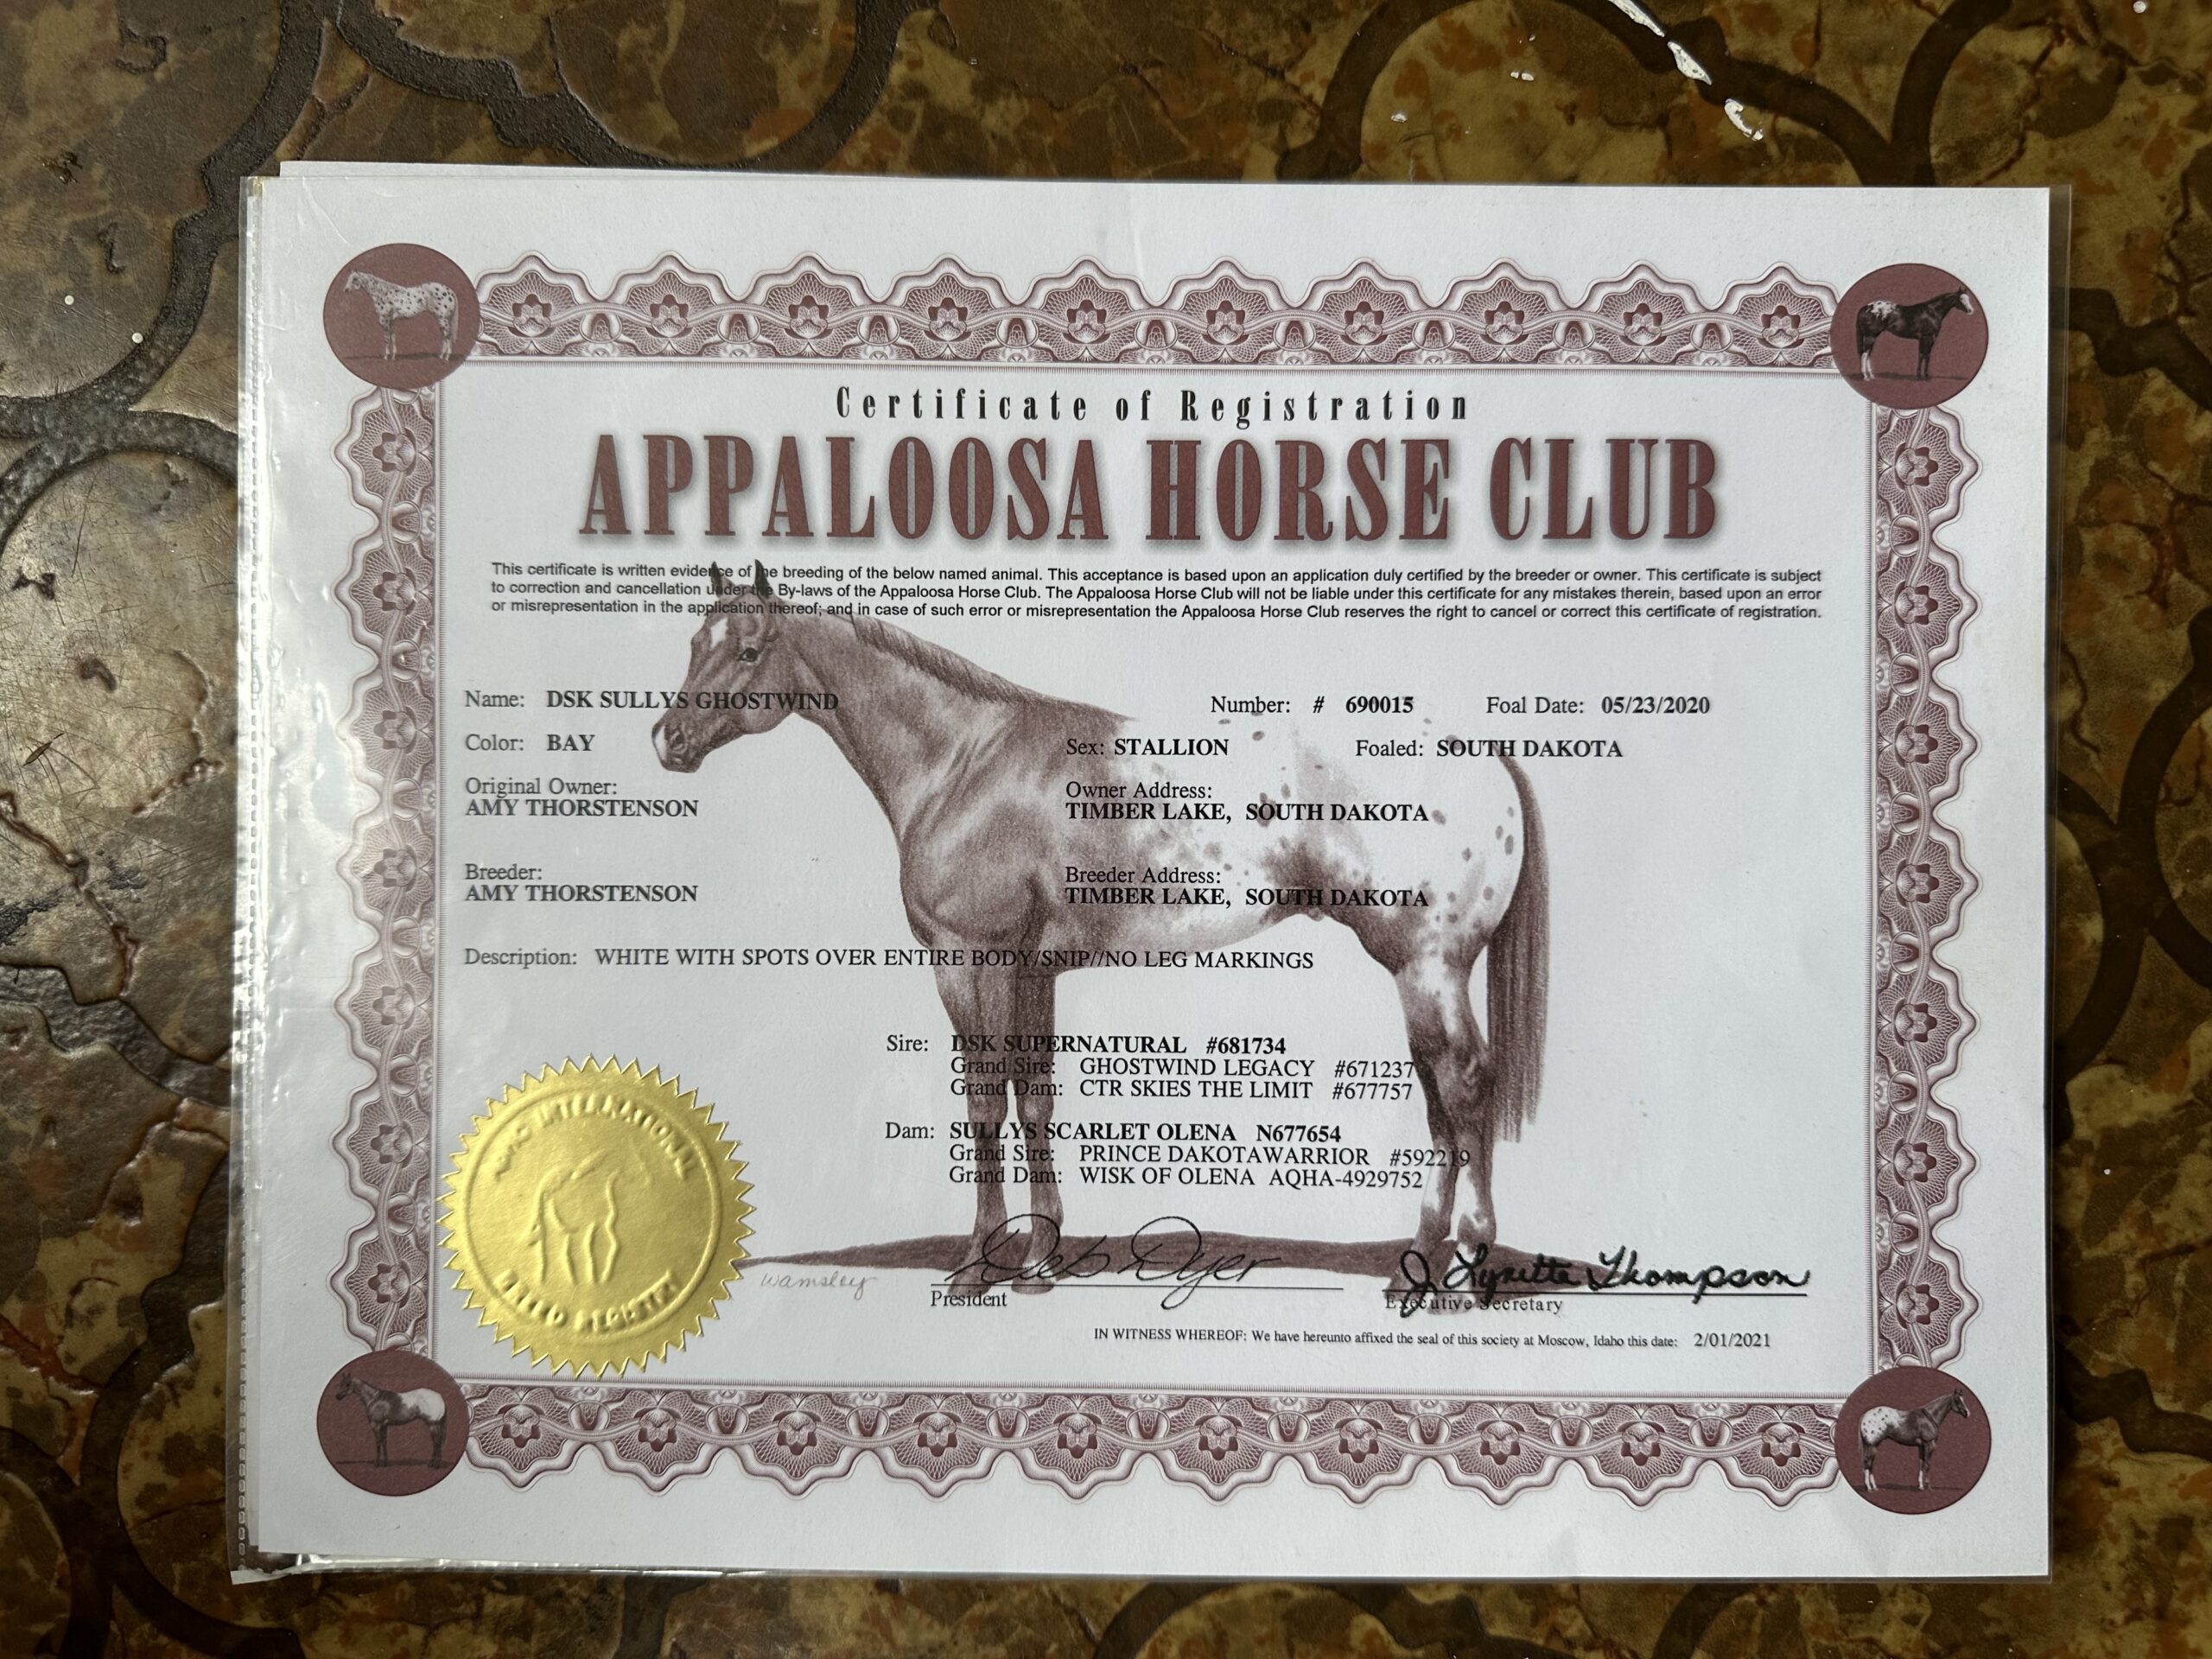 Certificate of Registration
APPALOOSA HORSE CLUB
This certificate is written evidence of the breeding of the below named animal. This acceptance is based upon an application duly certified by the breeder or owner. This certificate is subject
to correction and cancellation under the By-laws of the Appaloosa Horse Club. The Appaloosa Horse Club will not be liable under this certificate for any mistakes therein, based upon an error
or misrepresentation in the application thereof; and in case of such error or misrepresentation the Appaloosa Horse Club reserves the right to cancel or correct this certificate of registration.
Name: DSK SULLYS GHOSTWIND Number: # 690015 Foal Date: 05/23/2020
Color: BAY Sex: STALLION Foaled: SOUTH DAKOTA
Original Owner: Owner Address:
AMY THORSTENSON TIMBER LAKE, SOUTH DAKOTA
Breeder: Breeder Address:
AMY THORSTENSON TIMBER LAKE, SOUTH DAKOTA
Description: WHITE WITH SPOTS OVER ENTIRE BODY/SNIP//NO LEG MARKINGS
Sire: DSK SUPERNATURAL #681734
Grand Sire: GHOSTWIND LEGACY #671237
Grand Dam: CTR SKIES THE LIMIT #677757
Dam: SULLYS SCARLET OLENA N677654
Grand Sire: PRINCE DAKOTAWARRIOR #592219
Grand Dam: WISK OF OLENA AQHA-4929752
INTERNATIONAL
wamsley
Deb Dyer J. Lynette Thompson
President Executive Secretary
IN WITNESS WHEREOF: We have hereunto affixed the seal of this society at Moscow, Idaho this date: 2/01/2021